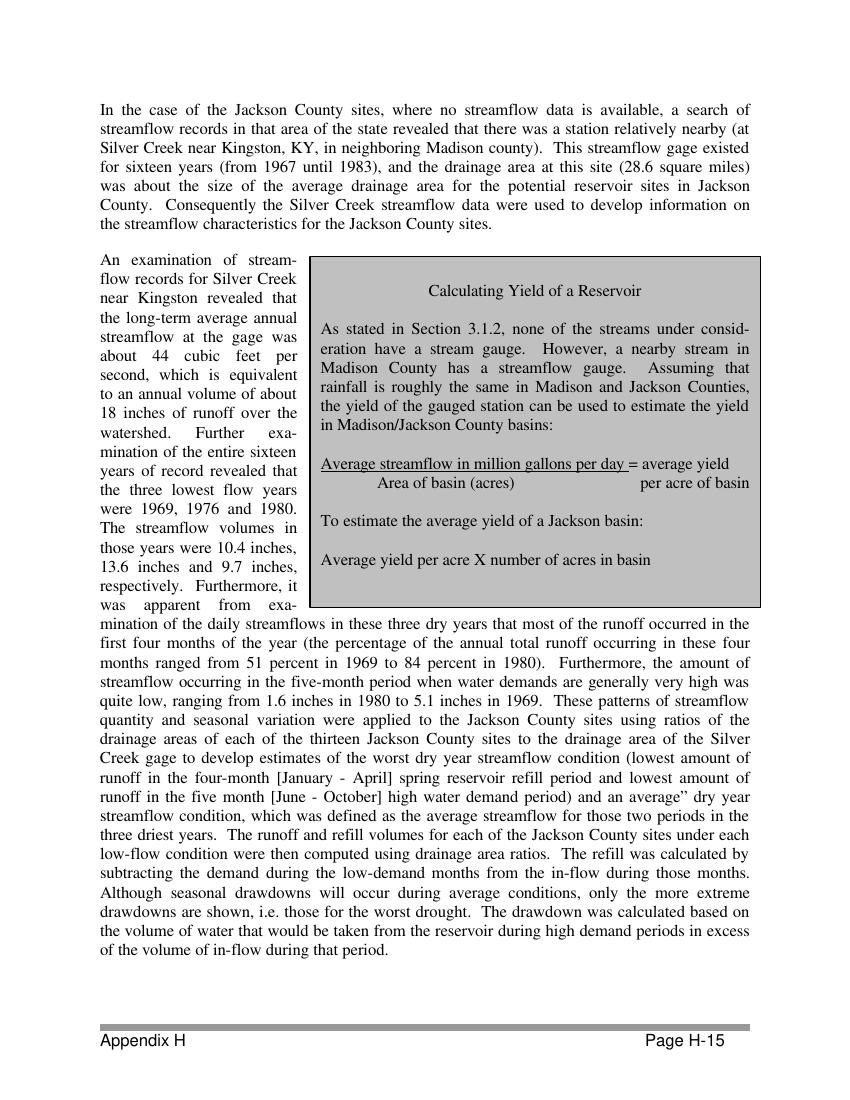 In the case of the Jackson County sites, where no streamflow data is available, a search of
streamflow records in that area of the state revealed that there was a station relatively nearby (at
Silver Creek near Kingston, KY, in neighboring Madison county).  This streamflow gage existed
for sixteen years (from 1967 until 1983), and the drainage area at this site (28.6 square miles)
was about the size of the average drainage area for the potential reservoir sites in Jackson
County.  Consequently the Silver Creek streamflow data were used to develop information on
the streamflow characteristics for the Jackson County sites.
An examination of stream-
flow records for Silver Creek
near Kingston revealed that
the long-term average annual
streamflow at the gage was
about 44 cubic feet per
second, which is equivalent
to an annual volume of about
18 inches of runoff over the
watershed.  Further exa-
mination of the entire sixteen
years of record revealed that
the three lowest flow years
were 1969, 1976 and 1980.
The streamflow volumes in
those years were 10.4 inches,
13.6 inches and 9.7 inches,
respectively.  Furthermore, it
was apparent from exa-
Calculating Yield of a Reservoir
As stated in Section 3.1.2, none of the streams under consid-
eration have a stream gauge.  However, a nearby stream in
Madison County has a streamflow gauge.  Assuming that
rainfall is roughly the same in Madison and Jackson Counties,
the yield of the gauged station can be used to estimate the yield
in Madison/Jackson County basins:
Average streamflow in million gallons per day = average yield
Area of basin (acres) per acre of basin
To estimate the average yield of a Jackson basin:
Average yield per acre X number of acres in basin
mination of the daily streamflows in these three dry years that most of the runoff occurred in the
first four months of the year (the percentage of the annual total runoff occurring in these four
months ranged from 51 percent in 1969 to 84 percent in 1980).  Furthermore, the amount of
streamflow occurring in the five-month period when water demands are generally very high was
quite low, ranging from 1.6 inches in 1980 to 5.1 inches in 1969.  These patterns of streamflow
quantity and seasonal variation were applied to the Jackson County sites using ratios of the
drainage areas of each of the thirteen Jackson County sites to the drainage area of the Silver
Creek gage to develop estimates of the worst dry year streamflow condition (lowest amount of
runoff in the four-month [January - April] spring reservoir refill period and lowest amount of
runoff in the five month [June - October] high water demand period) and an average” dry year
streamflow condition, which was defined as the average streamflow for those two periods in the
three driest years.  The runoff and refill volumes for each of the Jackson County sites under each
low-flow condition were then computed using drainage area ratios.  The refill was calculated by
subtracting the demand during the low-demand months from the in-flow during those months.
Although seasonal drawdowns will occur during average conditions, only the more extreme
drawdowns are shown, i.e. those for the worst drought.  The drawdown was calculated based on
the volume of water that would be taken from the reservoir during high demand periods in excess
of the volume of in-flow during that period.
Appendix H Page H-15